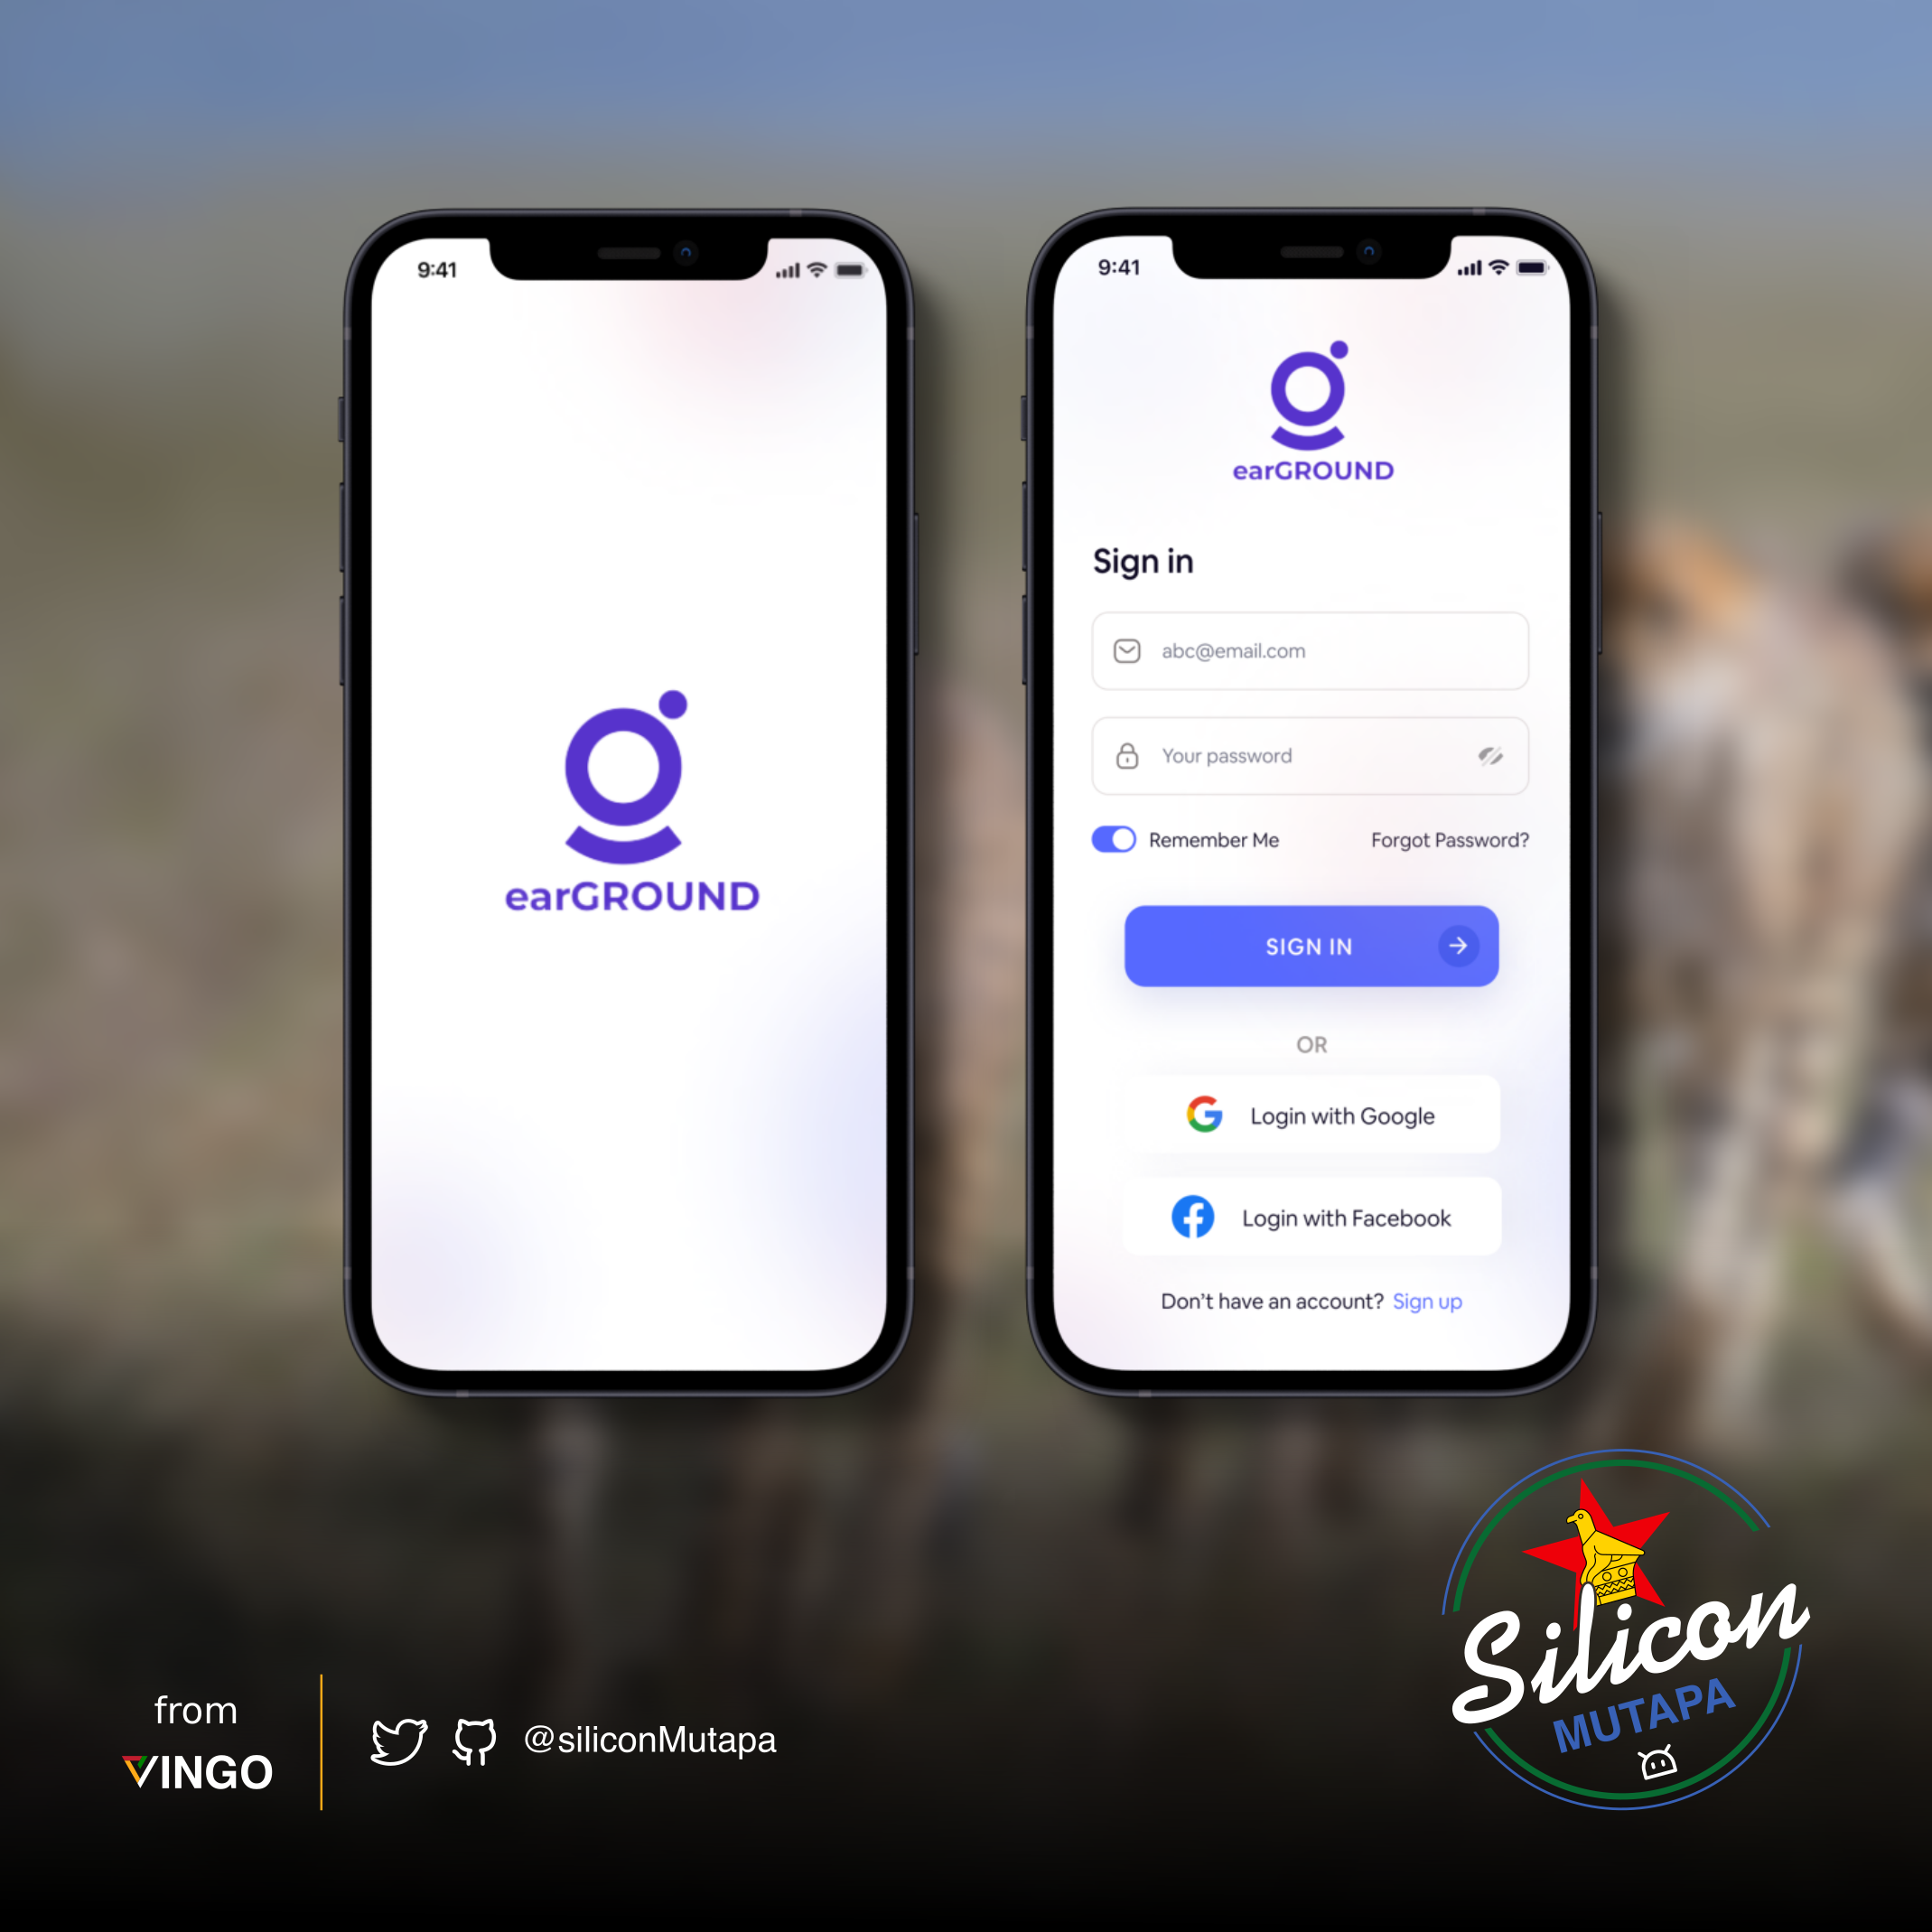 9:41
earGROUND
9:41
earGROUND
Sign in
abc@email.com
Your password
Remember Me
Forgot Password?
SIGN IN
OR
Login with Google
Login with Facebook
Don't have an account? Sign up
from
VINGO
@siliconMutapa
Silicon
MUTAPA